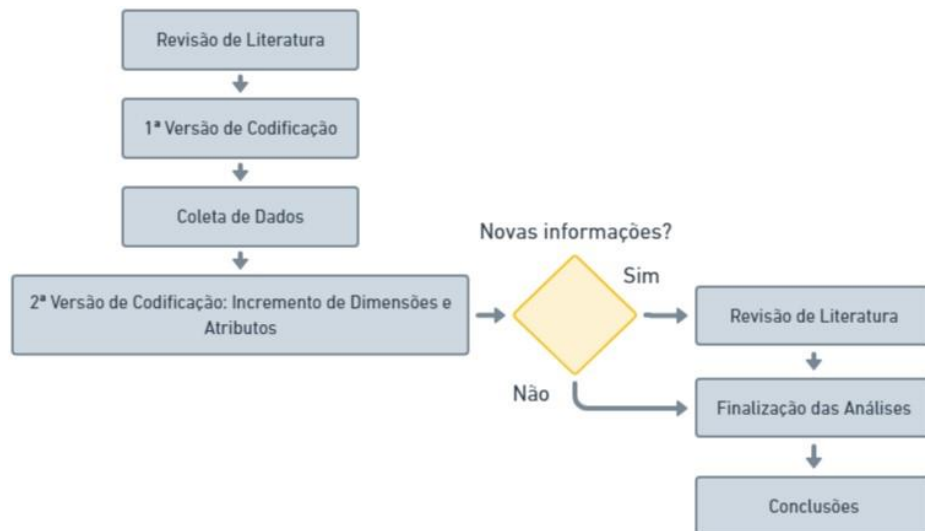 Revisão de Literatura
1ª Versão de Codificação
Coleta de Dados
2ª Versão de Codificação: Incremento de Dimensões e
Atributos
Novas informações?
Sim
Não
Revisão de Literatura
Finalização das Análises
Conclusões